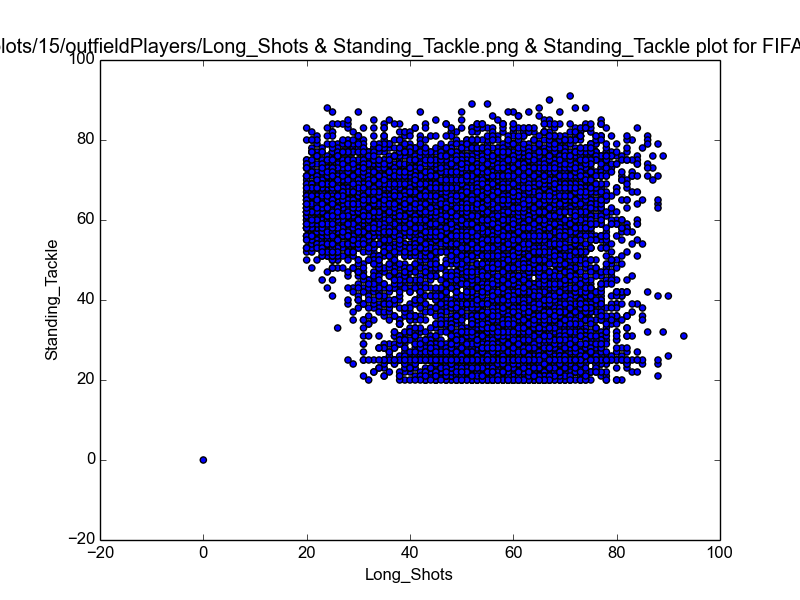 lots/15/outfieldPlayers/Long_Shots & Standing_Tackle.png & Standing_Tackle plot for FIFA
100
80
60
40
20
0
−20
Standing_Tackle
−20 0 20 40 60 80 100
Long_Shots